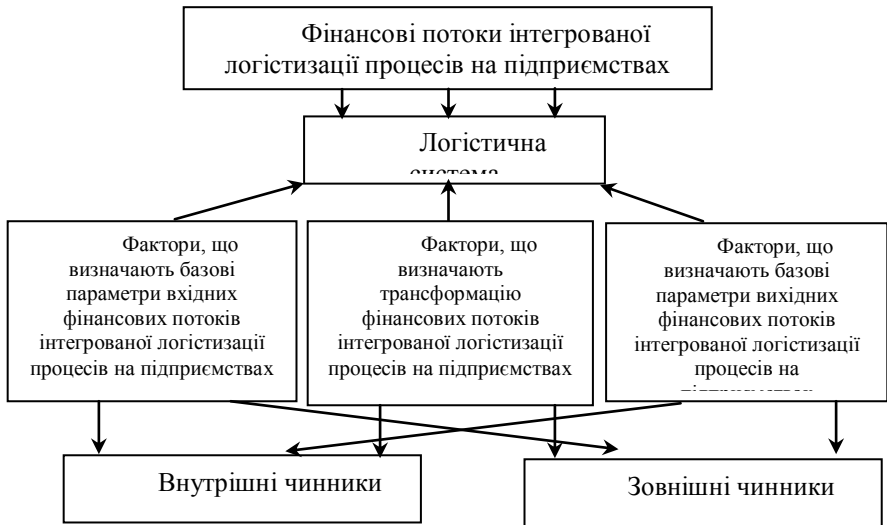 Фінансові потоки інтегрованої
логістизації процесів на підприємствах
Логістична
система
Фактори, що
визначають базові
параметри вхідних
фінансових потоків
інтегрованої логістизації
процесів на підприємствах
Фактори, що
визначають
трансформацію
фінансових потоків
інтегрованої логістизації
процесів на підприємствах
Фактори, що
визначають базові
параметри вихідних
фінансових потоків
інтегрованої логістизації
процесів на
підприємствах
Внутрішні чинники
Зовнішні чинники